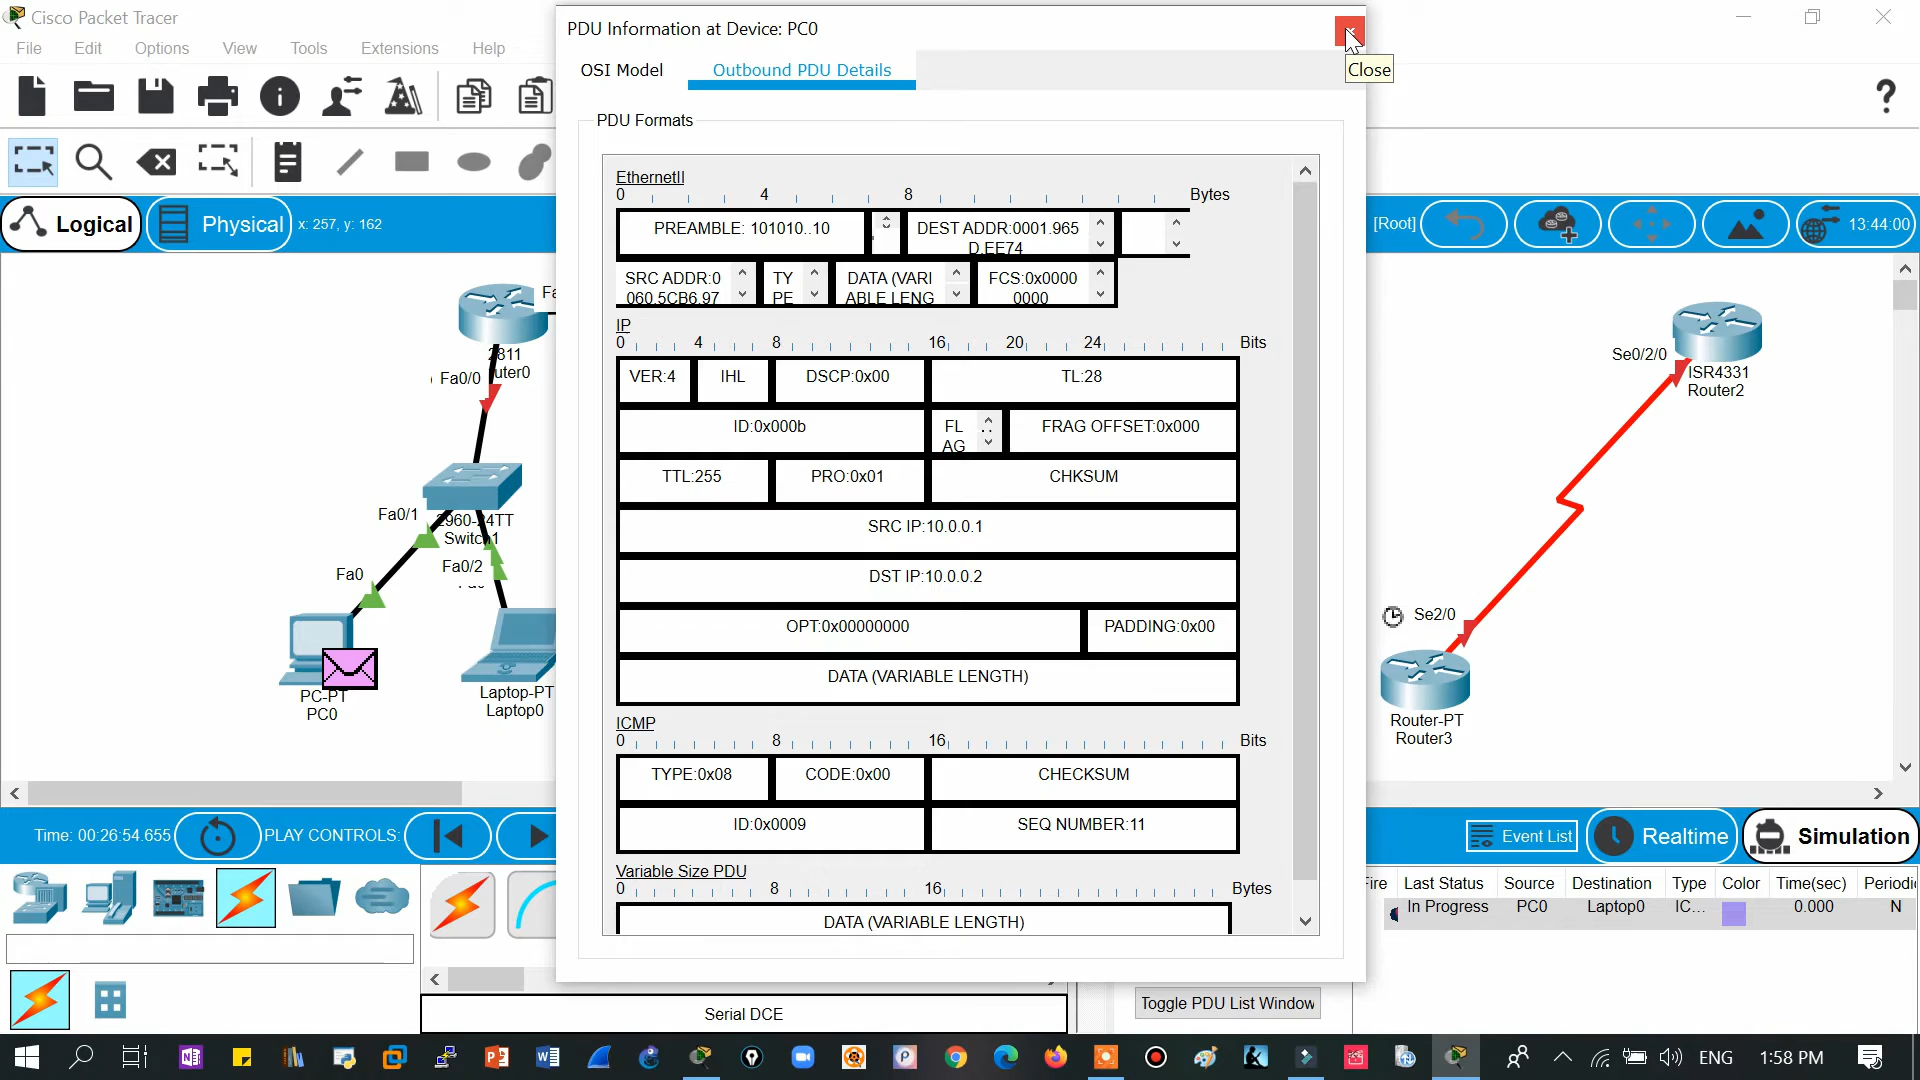 Cisco Packet Tracer
PDU Information at Device: PC0
File Edit Options View Tools Extensions Help
OSI Model Outbound PDU Details
Close
PDU Formats
Logical Physical x: 257, y: 162
[Root] 13:44:00
EthernetII
0 4 8 Bytes
PREAMBLE: 101010..10
DEST ADDR:0001.965
D.EE74
SRC ADDR:0
060.5CB6.97
TY
PE
DATA (VARI
ABLE LENG
FCS:0x0000
0000
IP
0 4 8 16 20 24 Bits
VER:4 IHL DSCP:0x00 TL:28
ID:0x000b
FL
AG
FRAG OFFSET:0x000
TTL:255 PRO:0x01 CHKSUM
SRC IP:10.0.0.1
DST IP:10.0.0.2
OPT:0x00000000 PADDING:0x00
DATA (VARIABLE LENGTH)
ICMP
0 8 16 Bits
TYPE:0x08 CODE:0x00 CHECKSUM
ID:0x0009 SEQ NUMBER:11
Variable Size PDU
0 8 16 Bytes
DATA (VARIABLE LENGTH)
2811
Fa0/0
Fa0/1
2960-24TT
Switch1
Fa0/2
Fa0
PC-PT
PC0
Laptop-PT
Laptop0
Se0/2/0
ISR4331
Router2
Se2/0
Router-PT
Router3
Time: 00:26:54.655 PLAY CONTROLS:
Event List Realtime Simulation
Fire Last Status Source Destination Type Color Time(sec) Periodic
In Progress PC0 Laptop0 IC... 0.000 N
Toggle PDU List Window
Serial DCE
ENG 1:58 PM